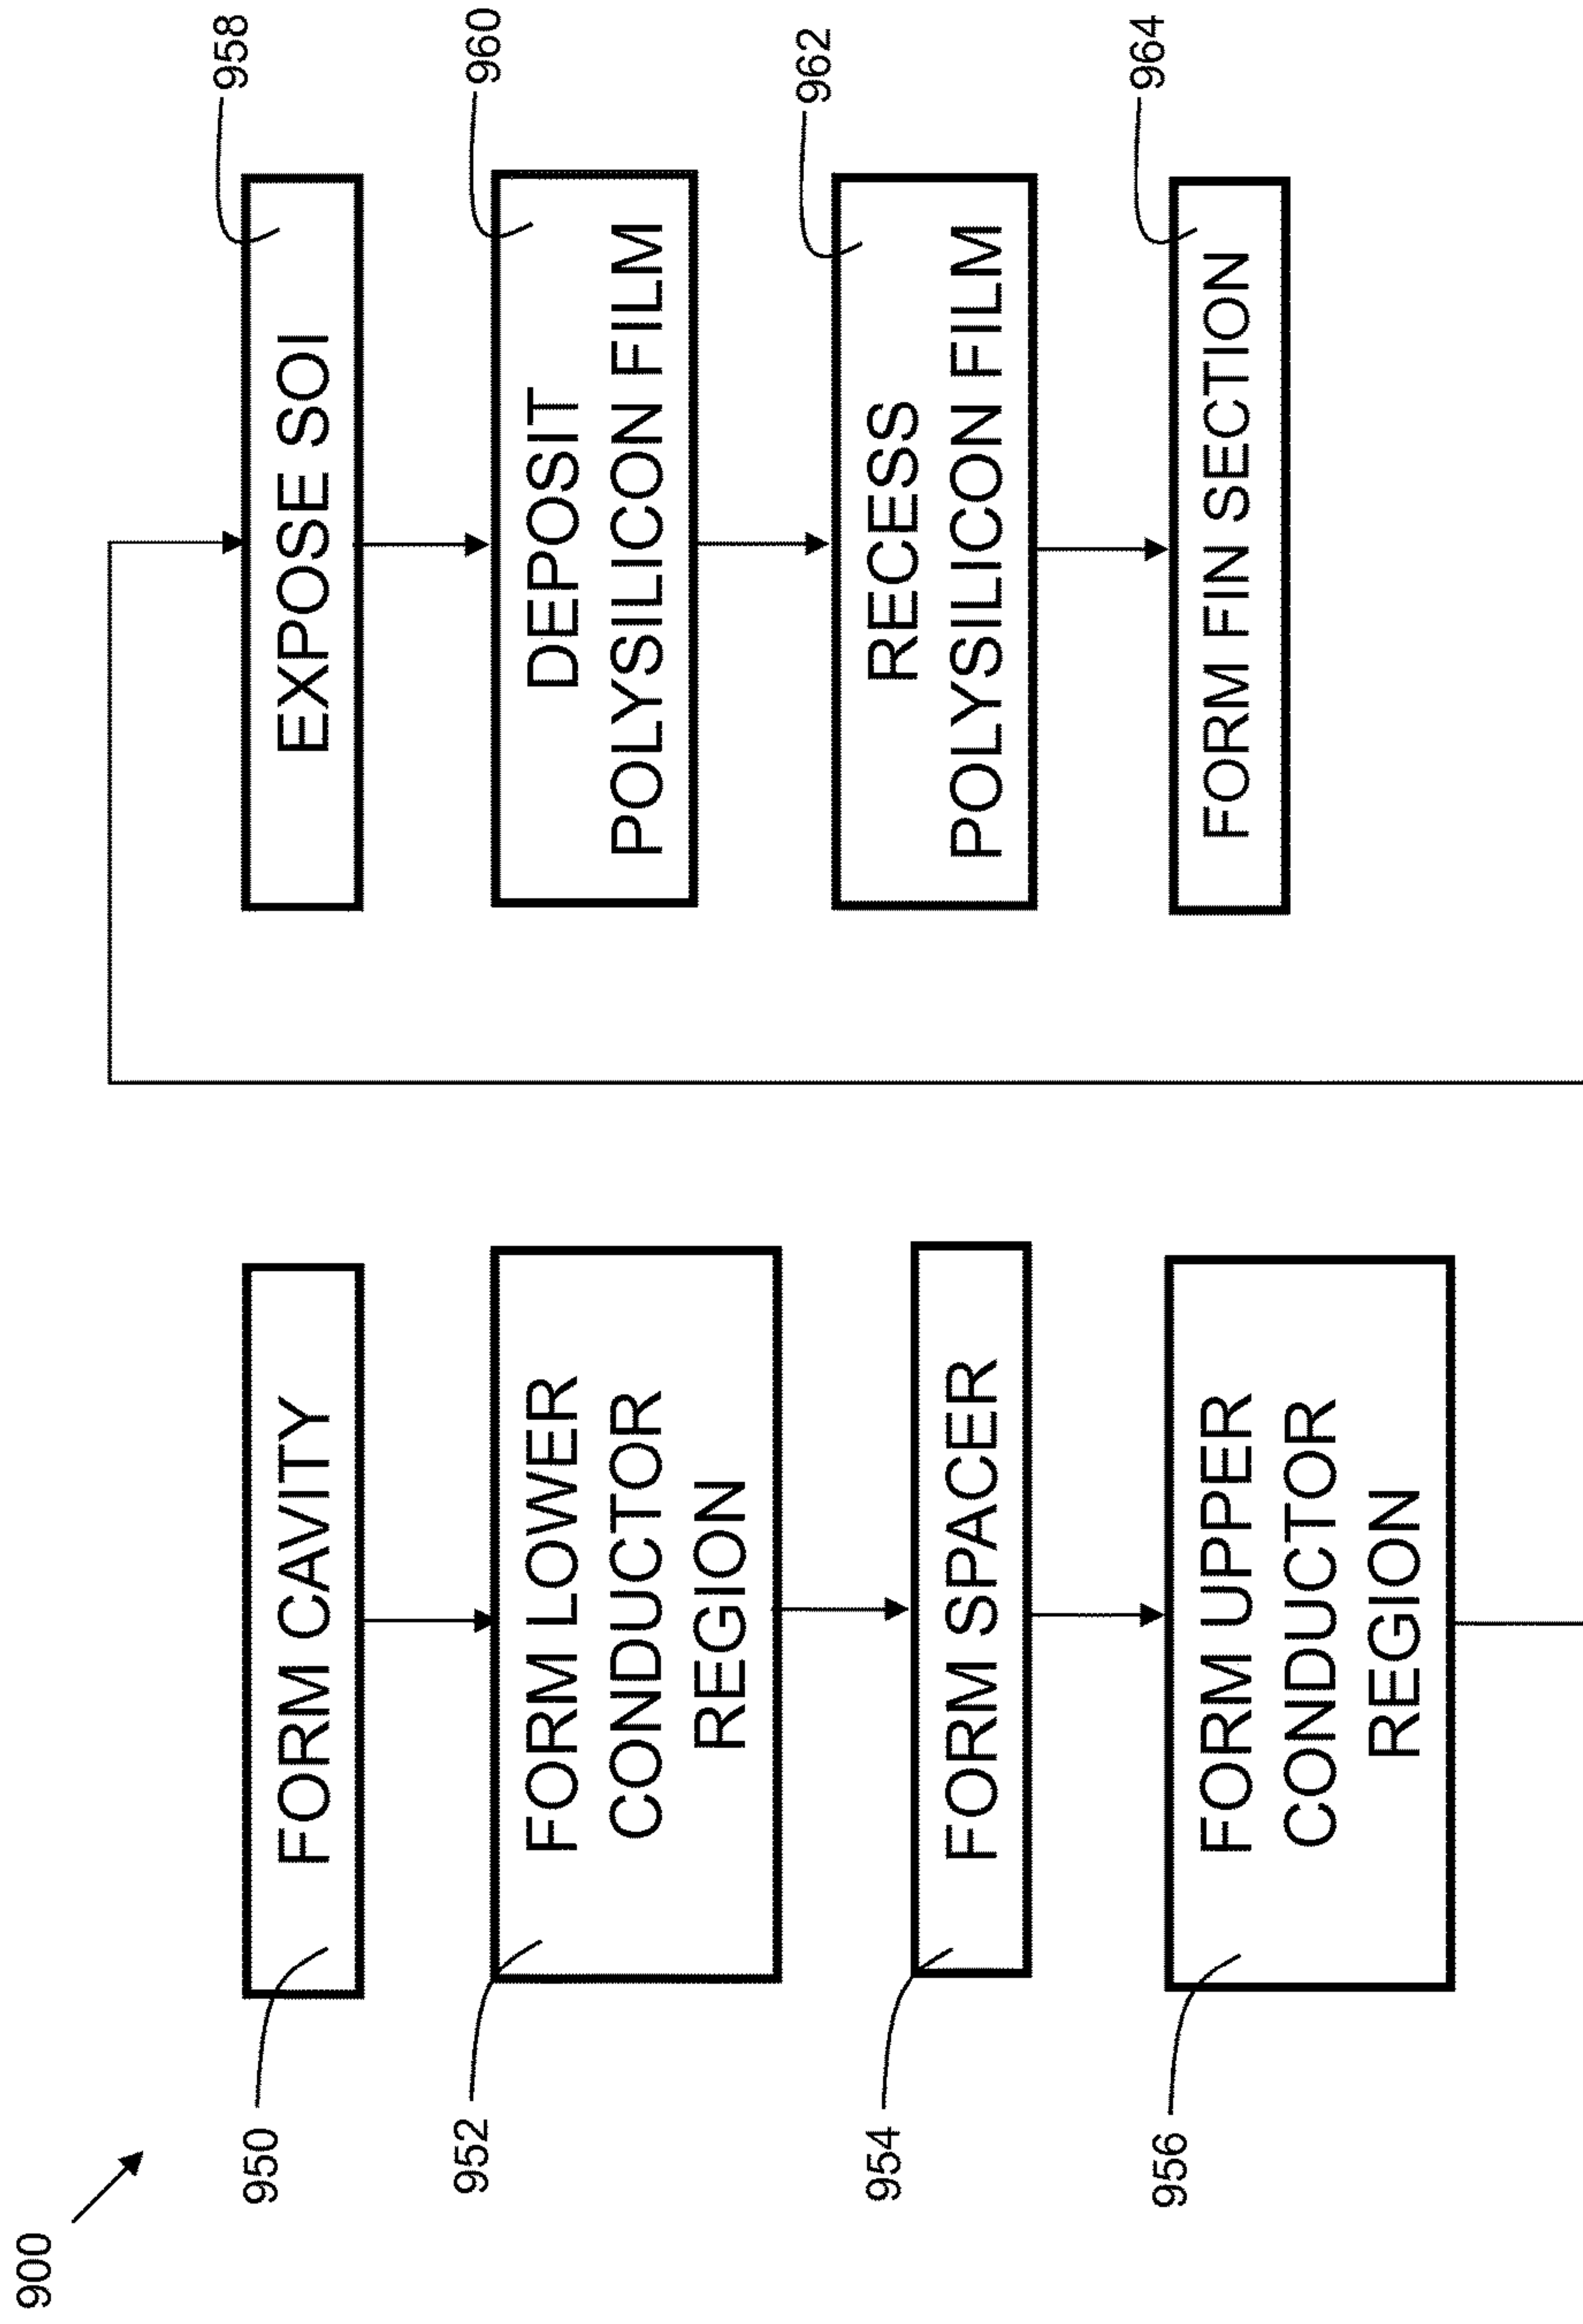 900
950
FORM CAVITY
952
FORM LOWER
CONDUCTOR
REGION
954
FORM SPACER
956
FORM UPPER
CONDUCTOR
REGION
958
EXPOSE SOI
960
DEPOSIT
POLYSILICON FILM
962
RECESS
POLYSILICON FILM
964
FORM FIN SECTION